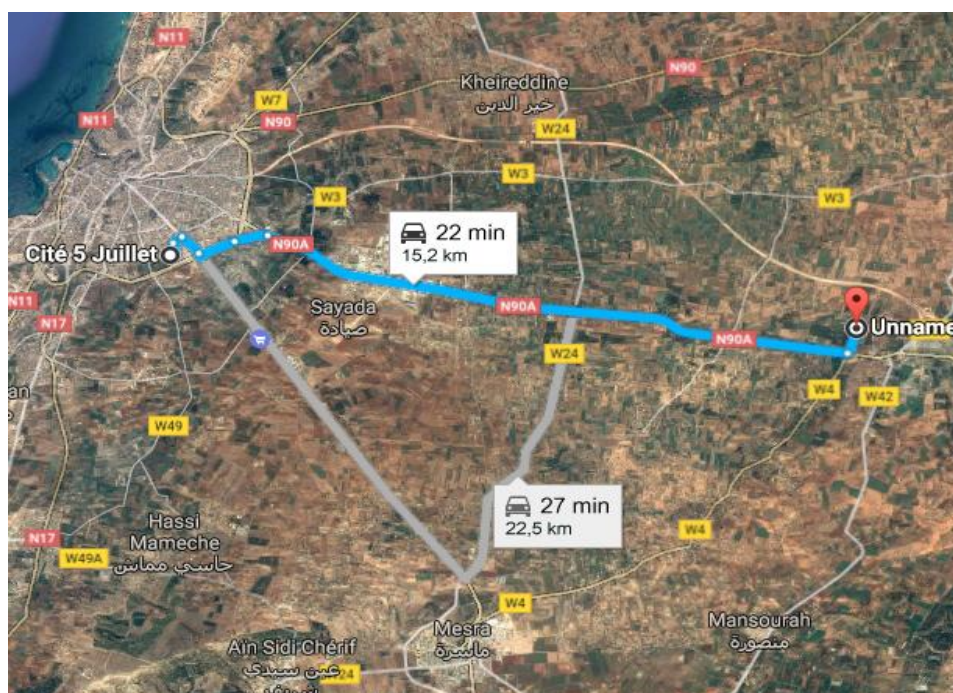 N11
Kheireddine
خير الدين
N90
W7
N11
N90
W24
W3
W3
W3
Cité 5 Juillet
N90A
22 min
15,2 km
N11
N17
Sayada
صيادة
N90A
N90A
Unname
W24
W4
W42
W49
27 min
22,5 km
Hassi
Mameche
حاسي مماش
N17
W49A
W4
W4
Mesra
ماسرة
Mansourah
منصورة
Aïn Sidi Chérif
عين سيدي
24